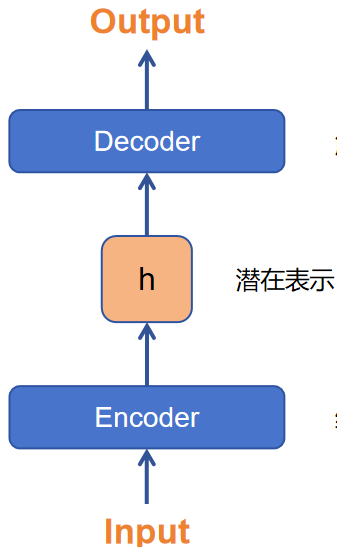 Output
Decoder
h
潜在表示
Encoder
Input